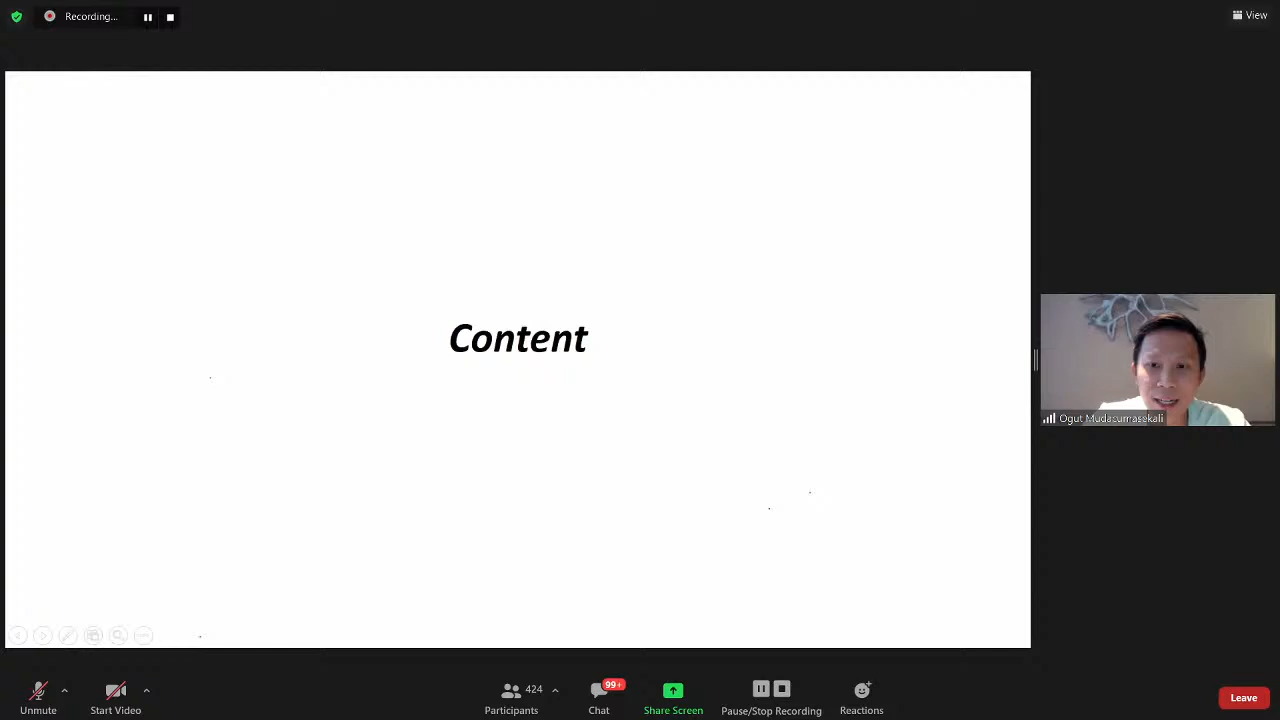 Recording...
View
Content
Ogut Mudacumasekali
Unmute
Start Video
424
Participants
99+
Chat
Share Screen
Pause/Stop Recording
Reactions
Leave